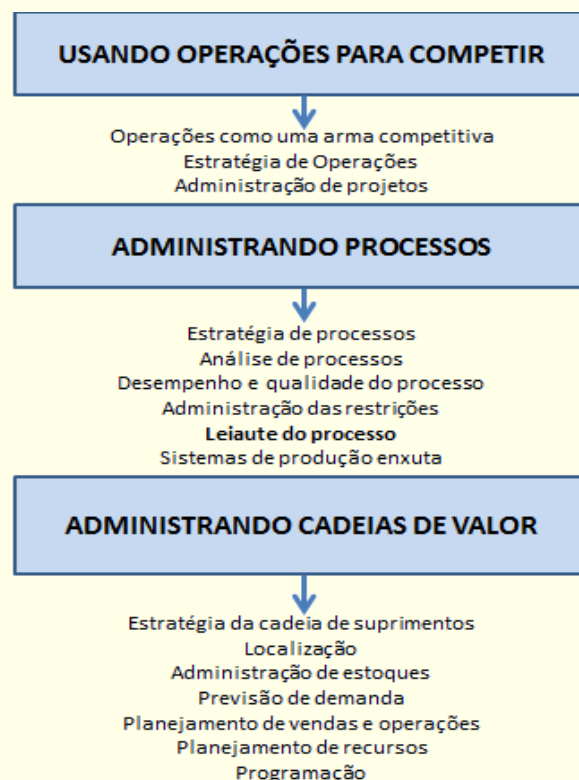 USANDO OPERAÇÕES PARA COMPETIR
Operações como uma arma competitiva
Estratégia de Operações
Administração de projetos
ADMINISTRANDO PROCESSOS
Estratégia de processos
Análise de processos
Desempenho e qualidade do processo
Administração das restrições
Leiaute do processo
Sistemas de produção enxuta
ADMINISTRANDO CADEIAS DE VALOR
Estratégia da cadeia de suprimentos
Localização
Administração de estoques
Previsão de demanda
Planejamento de vendas e operações
Planejamento de recursos
Programação